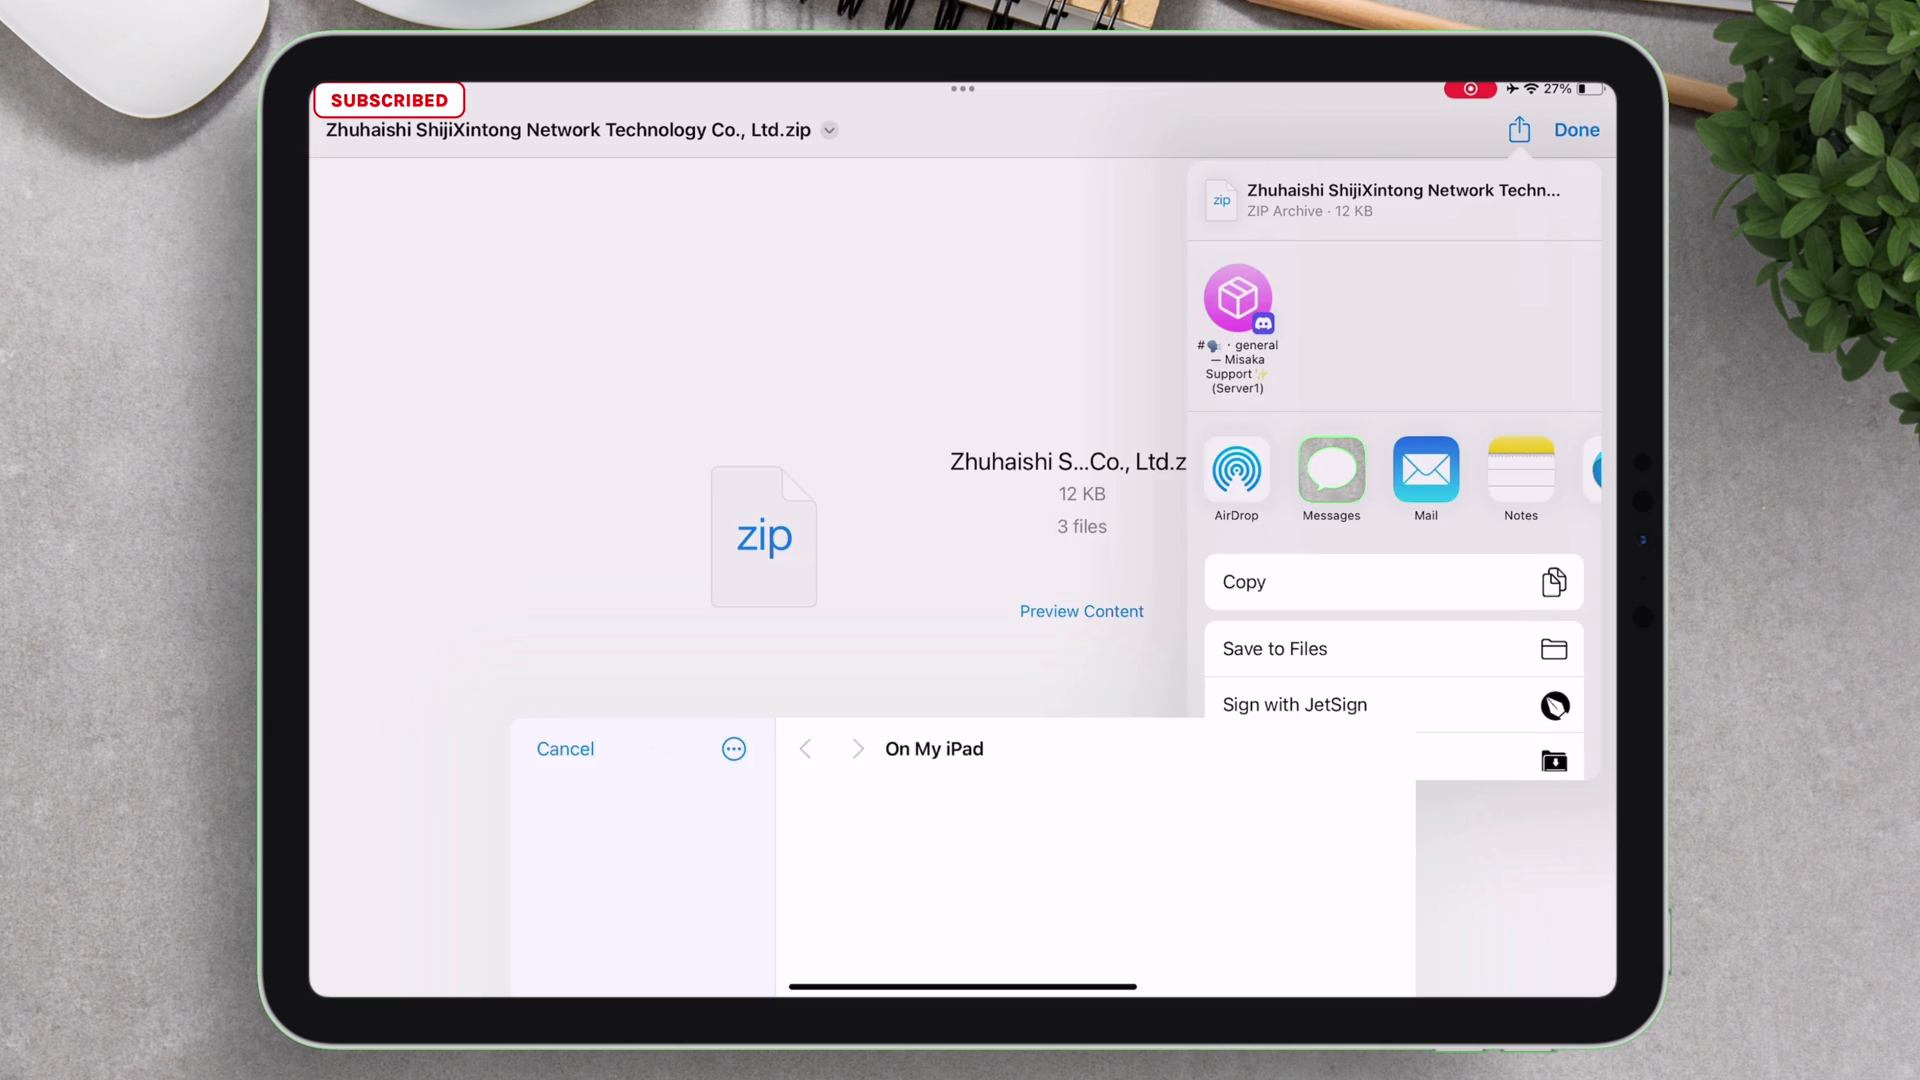 SUBSCRIBED
27%
Zhuhaishi ShijiXintong Network Technology Co., Ltd.zip
Done
zip
Zhuhaishi ShijiXintong Network Techn...
ZIP Archive · 12 KB
#🗣️・general
— Misaka
Support ✨
(Server1)
AirDrop
Messages
Mail
Notes
zip
Zhuhaishi S...Co., Ltd.z
12 KB
3 files
Preview Content
Copy
Save to Files
Sign with JetSign
Cancel
On My iPad